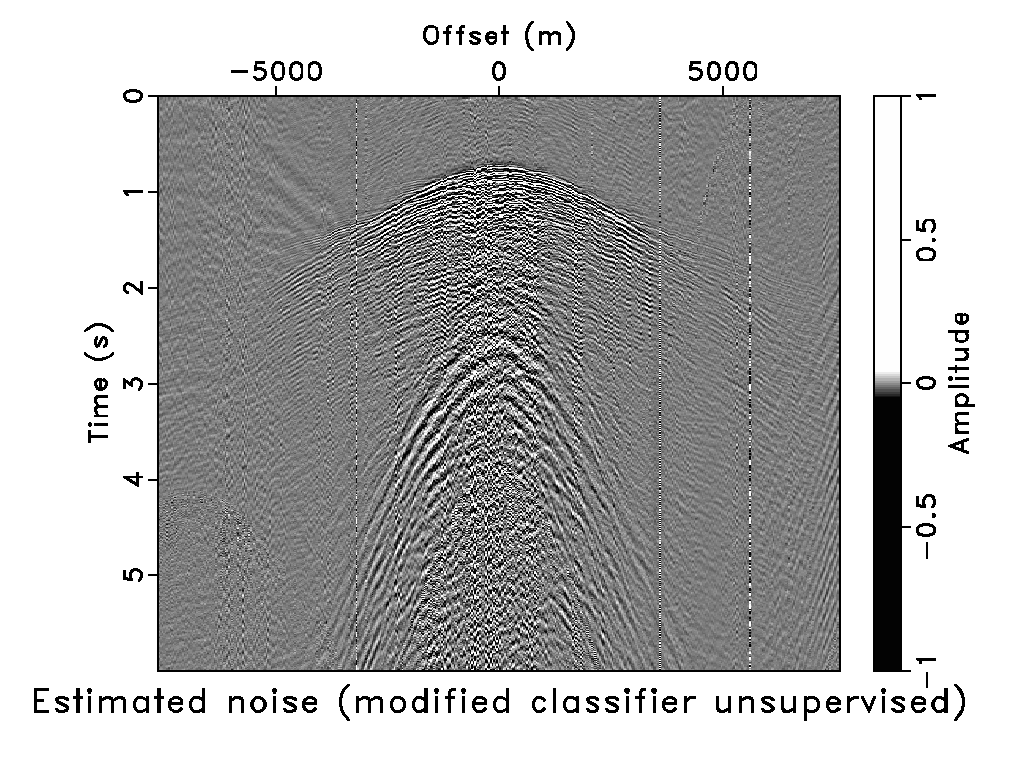 Offset (m)
−5000 0 5000
0
1
2
3
4
5
Time (s)
1
0.5
0
−0.5
−1
Amplitude
Estimated noise (modified classifier unsupervised)